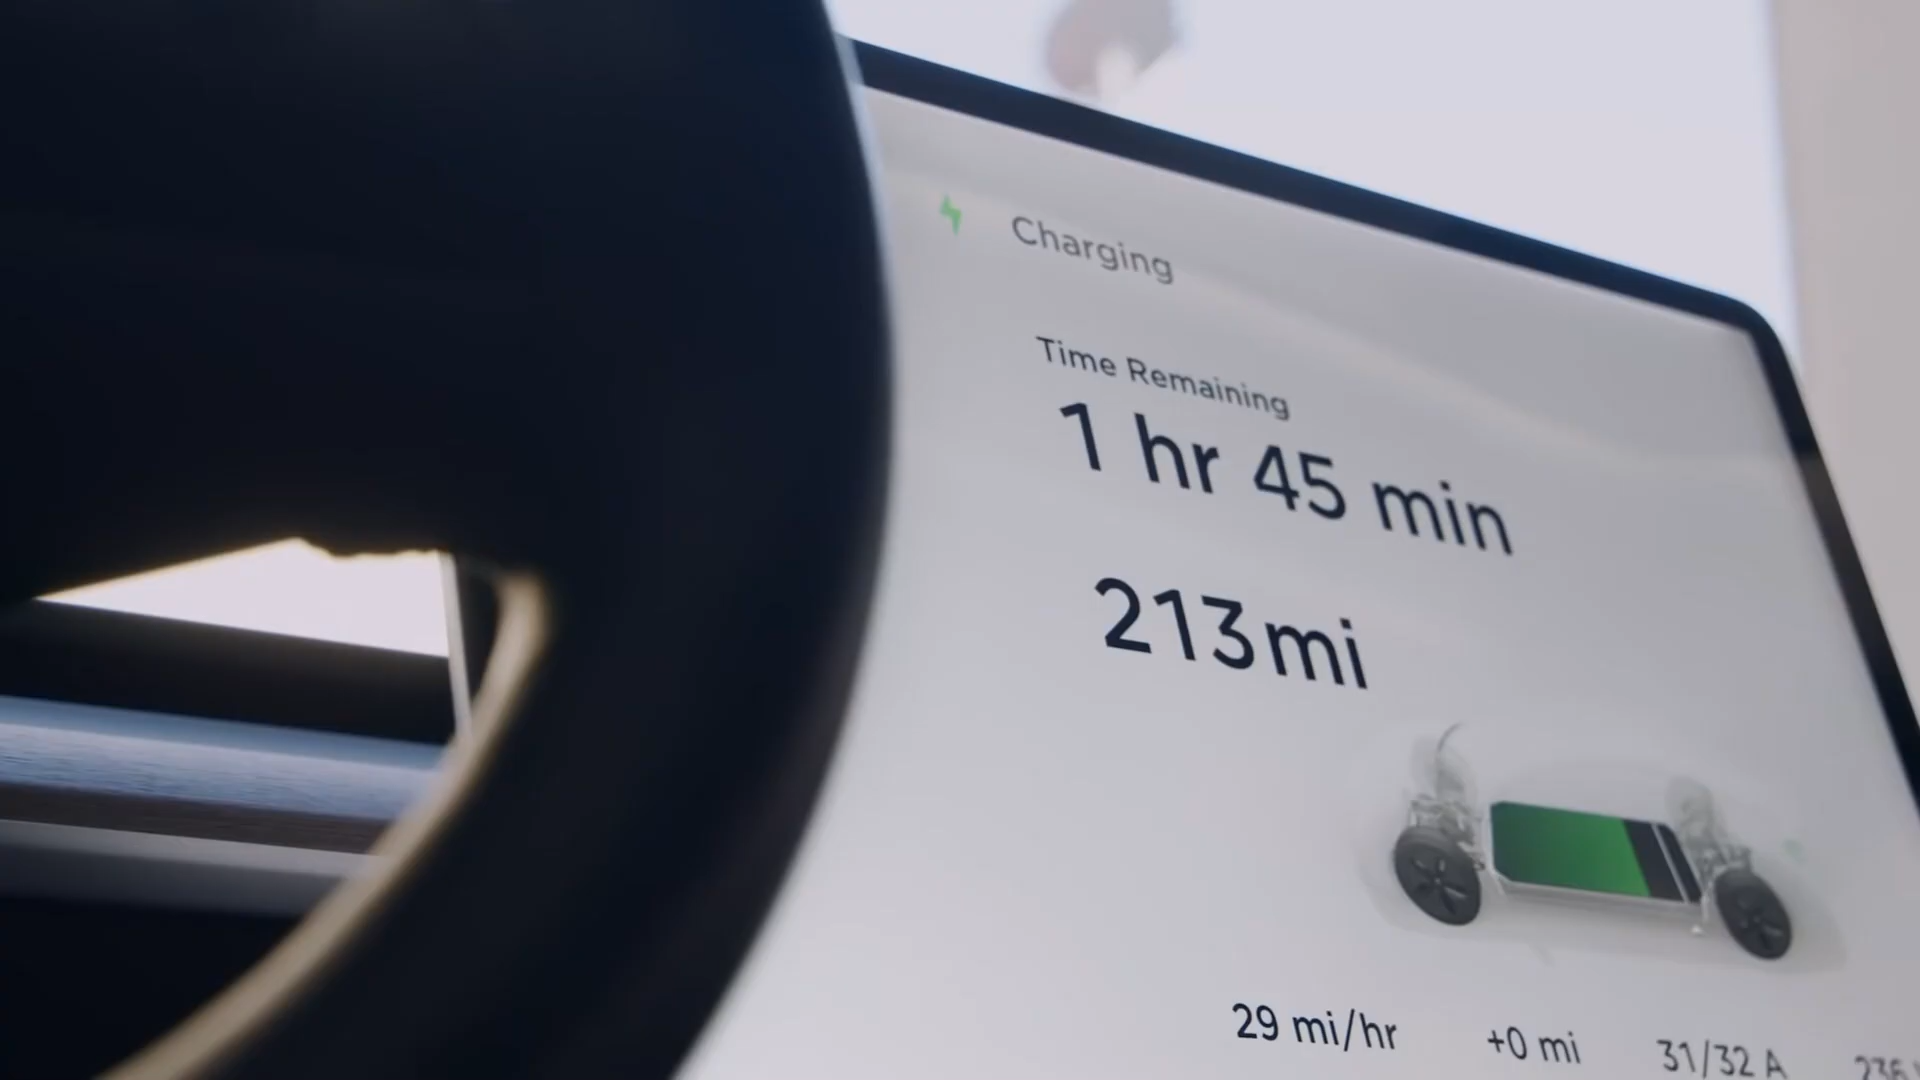 Charging
Time Remaining
1 hr 45 min
213 mi
29 mi/hr +0 mi 31/32 A